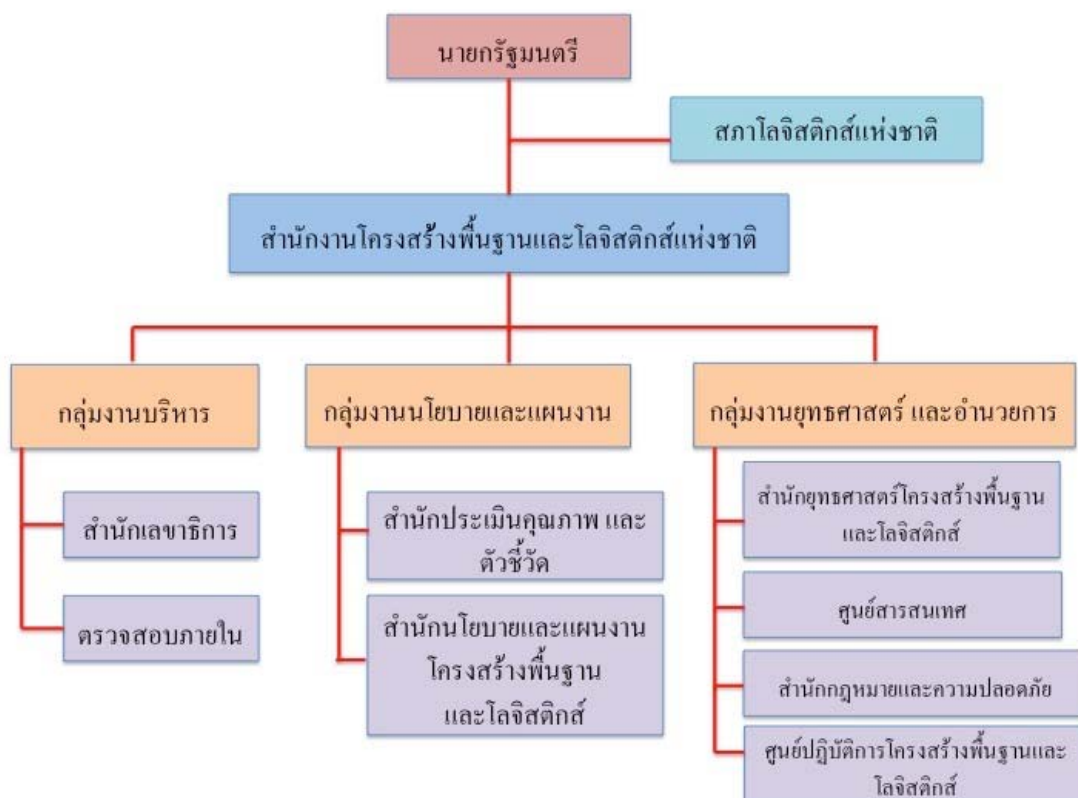 นายกรัฐมนตรี
สภาโลจิสติกส์แห่งชาติ
สำนักงานโครงสร้างพื้นฐานและโลจิสติกส์แห่งชาติ
กลุ่มงานบริหาร
สำนักเลขาธิการ
ตรวจสอบภายใน
กลุ่มงานนโยบายและแผนงาน
สำนักประเมินคุณภาพ และ
ตัวชี้วัด
สำนักนโยบายและแผนงาน
โครงสร้างพื้นฐาน
และโลจิสติกส์
กลุ่มงานยุทธศาสตร์ และอำนวยการ
สำนักยุทธศาสตร์โครงสร้างพื้นฐาน
และโลจิสติกส์
ศูนย์สารสนเทศ
สำนักกฎหมายและความปลอดภัย
ศูนย์ปฏิบัติการโครงสร้างพื้นฐานและ
โลจิสติกส์